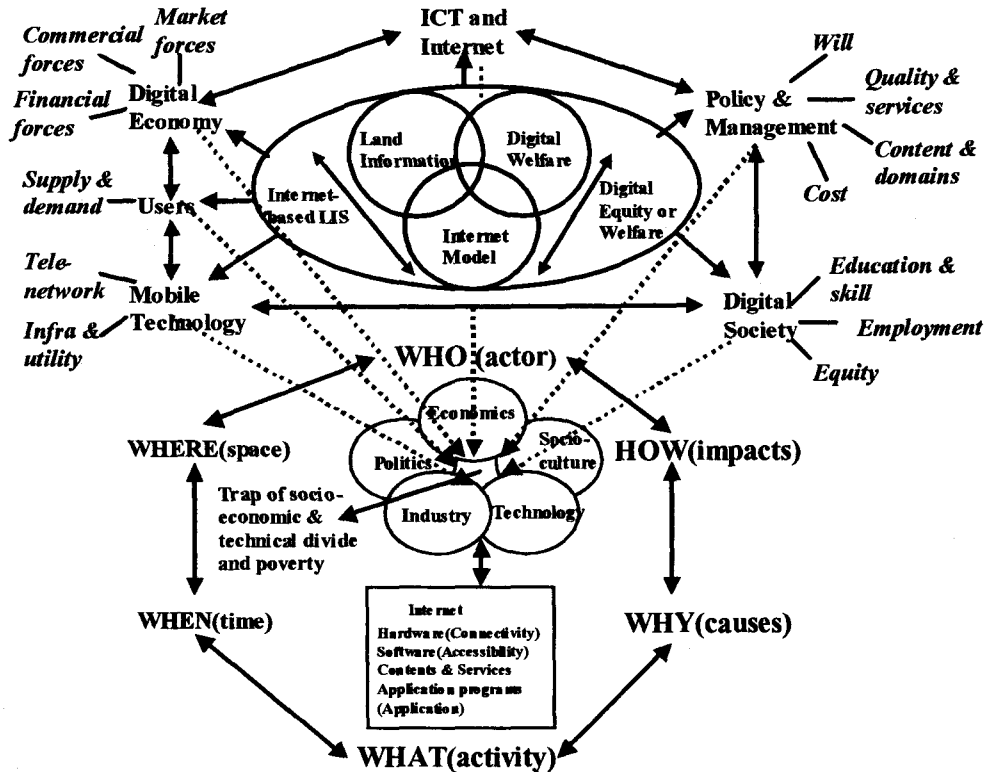 Market
forces
Commercial
forces
Financial
forces
Digital
Economy
ICT and
Internet
Will
Quality &
services
Policy &
Management
Content &
domains
Cost
Land
Information
Digital
Welfare
Internet
Model
Internet-
based LIS
Digital
Equity or
Welfare
Supply &
demand
Users
Tele-
network
Mobile
Technology
Infra &
utility
Digital
Society
Education &
skill
Employment
Equity
WHO (actor)
WHERE(space)
HOW(impacts)
Economics
Politics
Socio-
culture
Industry
Technology
Trap of socio-
economic &
technical divide
and poverty
WHEN(time)
WHY(causes)
Internet
Hardware(Connectivity)
Software(Accessibility)
Contents & Services
Application programs
(Application)
WHAT(activity)